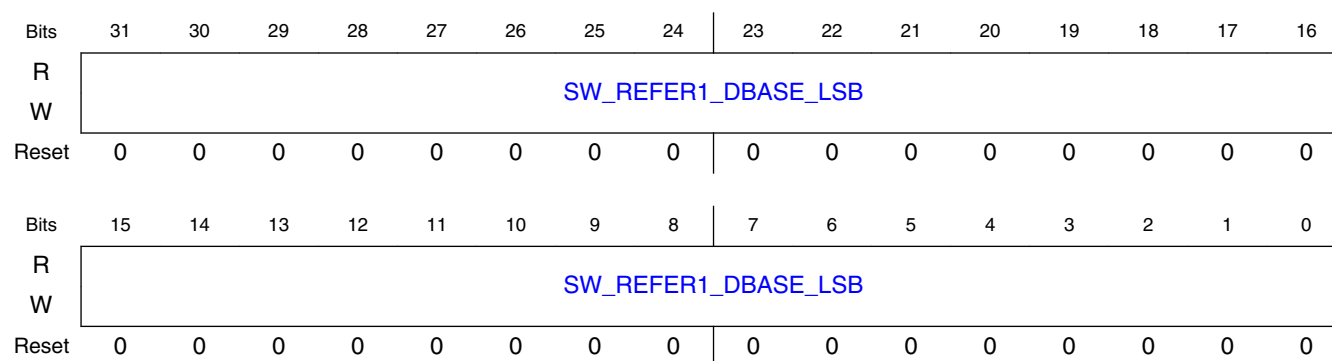 Bits 31 30 29 28 27 26 25 24 23 22 21 20 19 18 17 16
R
SW_REFER1_DBASE_LSB
W
Reset 0 0 0 0 0 0 0 0 0 0 0 0 0 0 0 0
Bits 15 14 13 12 11 10 9 8 7 6 5 4 3 2 1 0
R
SW_REFER1_DBASE_LSB
W
Reset 0 0 0 0 0 0 0 0 0 0 0 0 0 0 0 0